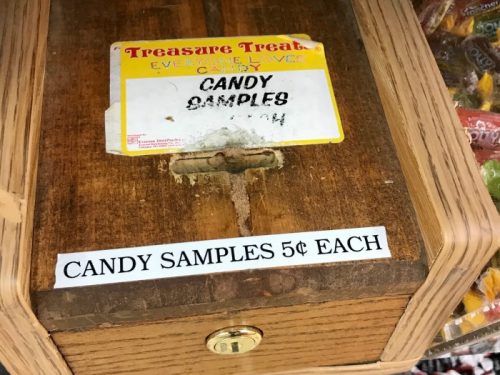 Treasure Treats
EVERYONE LOVES
CANDY
CANDY
SAMPLES
CANDY SAMPLES 5¢ EACH